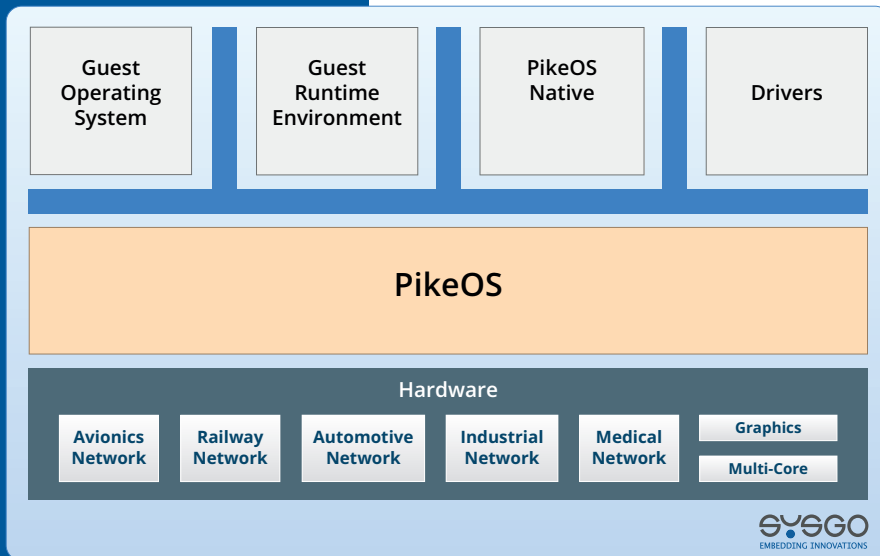 Guest
Operating
System
Guest
Runtime
Environment
PikeOS
Native
Drivers
PikeOS
Hardware
Avionics
Network
Railway
Network
Automotive
Network
Industrial
Network
Medical
Network
Graphics
Multi-Core
SYSGO
EMBEDDING INNOVATIONS